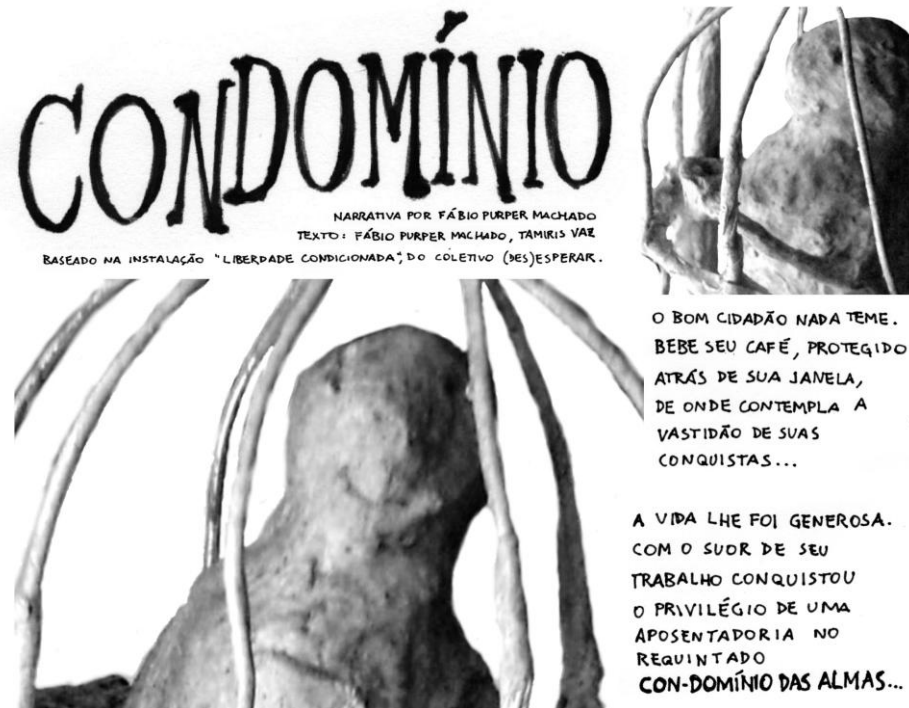 CONDOMÍNIO
NARRATIVA POR FÁBIO PURPER MACHADO
TEXTO: FÁBIO PURPER MACHADO, TAMIRIS VAZ
BASEADO NA INSTALAÇÃO "LIBERDADE CONDICIONADA", DO COLETIVO (DES)ESPERAR.
O BOM CIDADÃO NADA TEME.
BEBE SEU CAFÉ, PROTEGIDO
ATRÁS DE SUA JANELA,
DE ONDE CONTEMPLA A
VASTIDÃO DE SUAS
CONQUISTAS...
A VIDA LHE FOI GENEROSA.
COM O SUOR DE SEU
TRABALHO CONQUISTOU
O PRIVILÉGIO DE UMA
APOSENTADORIA NO
REQUINTADO
CON-DOMÍNIO DAS ALMAS...